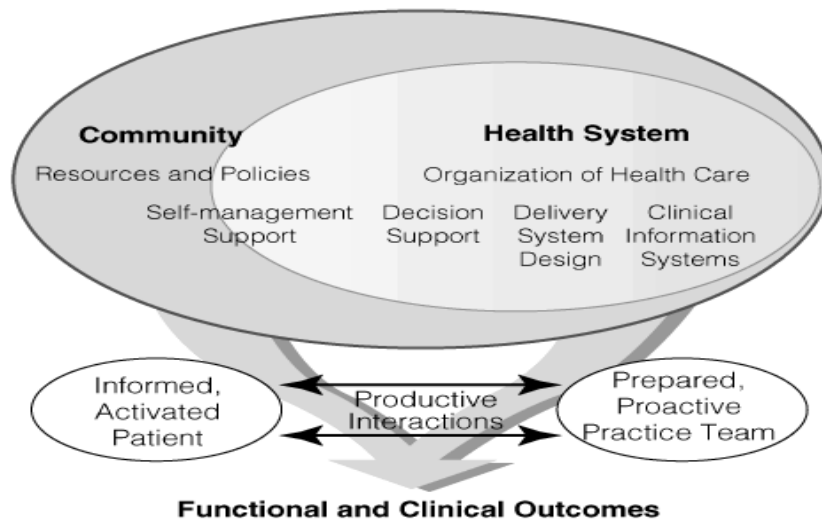 Community
Resources and Policies
Health System
Organization of Health Care
Self-management
Support
Decision
Support
Delivery
System
Design
Clinical
Information
Systems
Informed,
Activated
Patient
Productive
Interactions
Prepared,
Proactive
Practice Team
Functional and Clinical Outcomes